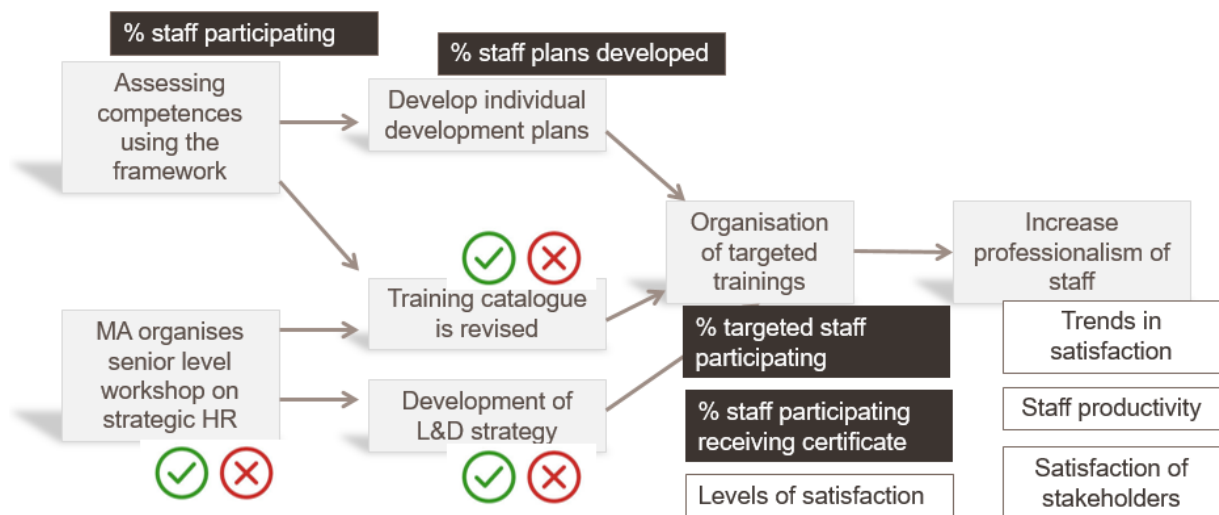 % staff participating
% staff plans developed
Assessing
competences
using the
framework
Develop individual
development plans
Organisation
of targeted
trainings
Increase
professionalism of
staff
Training catalogue
is revised
MA organises
senior level
workshop on
strategic HR
Development of
L&D strategy
% targeted staff
participating
% staff participating
receiving certificate
Levels of satisfaction
Trends in
satisfaction
Staff productivity
Satisfaction of
stakeholders